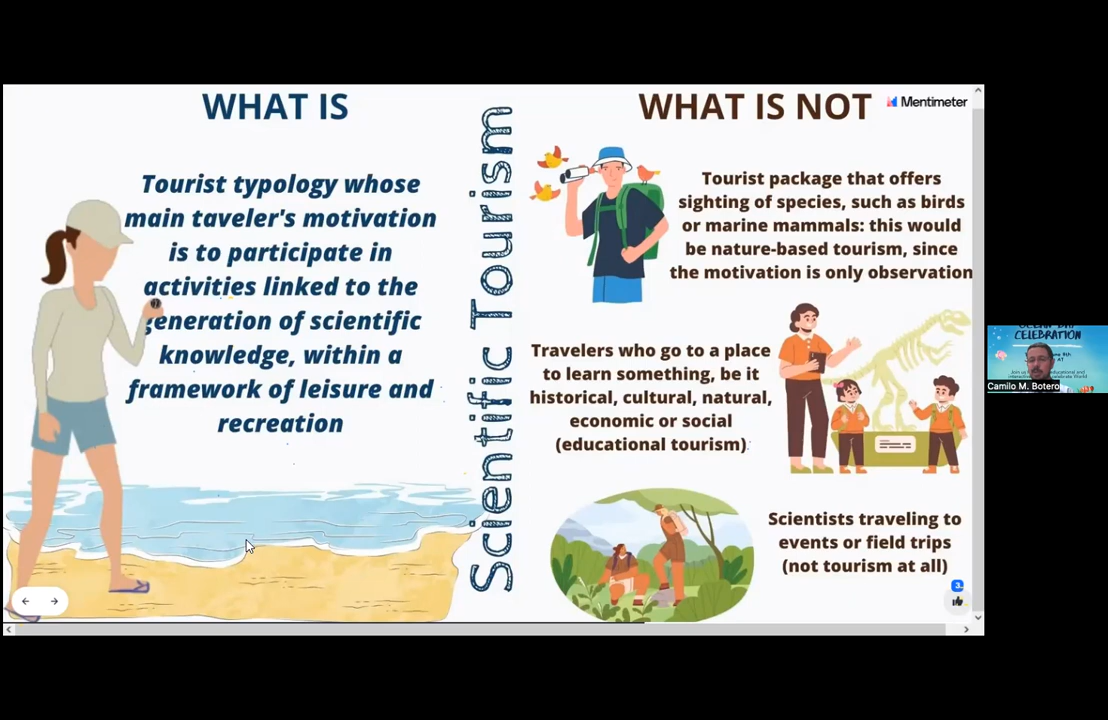 WHAT IS
Tourist typology whose
main taveler's motivation
is to participate in
activities linked to the
generation of scientific
knowledge, within a
framework of leisure and
recreation
Scientific Tourism
WHAT IS NOT
Mentimeter
Tourist package that offers
sighting of species, such as birds
or marine mammals: this would
be nature-based tourism, since
the motivation is only observation
Travelers who go to a place
to learn something, be it
historical, cultural, natural,
economic or social
(educational tourism)
Scientists traveling to
events or field trips
(not tourism at all)
3
CELEBRATION
Camilo M. Botero